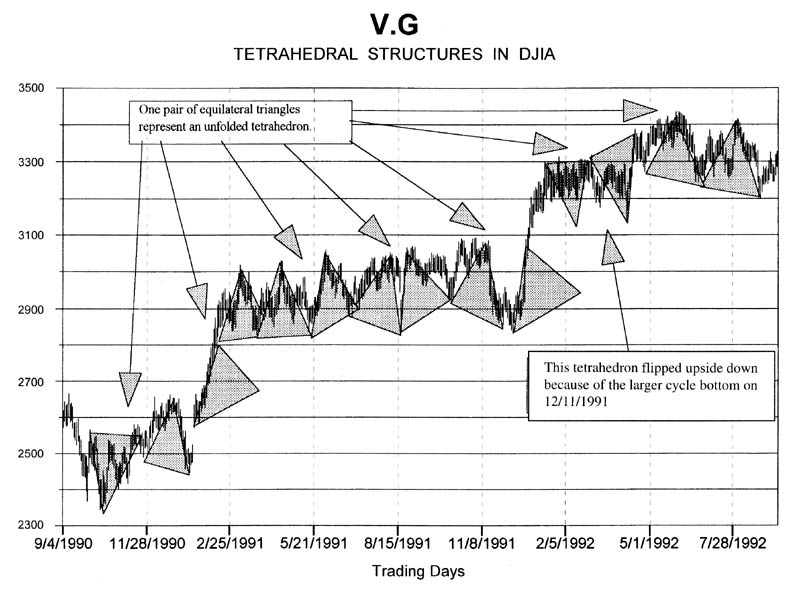 V.G
TETRAHEDRAL STRUCTURES IN DJIA
3500
One pair of equilateral triangles
represent an unfolded tetrahedron.
3300
3100
2900
This tetrahedron flipped upside down
because of the larger cycle bottom on
12/11/1991
2700
2500
2300
9/4/1990 11/28/1990 2/25/1991 5/21/1991 8/15/1991 11/8/1991 2/5/1992 5/1/1992 7/28/1992
Trading Days